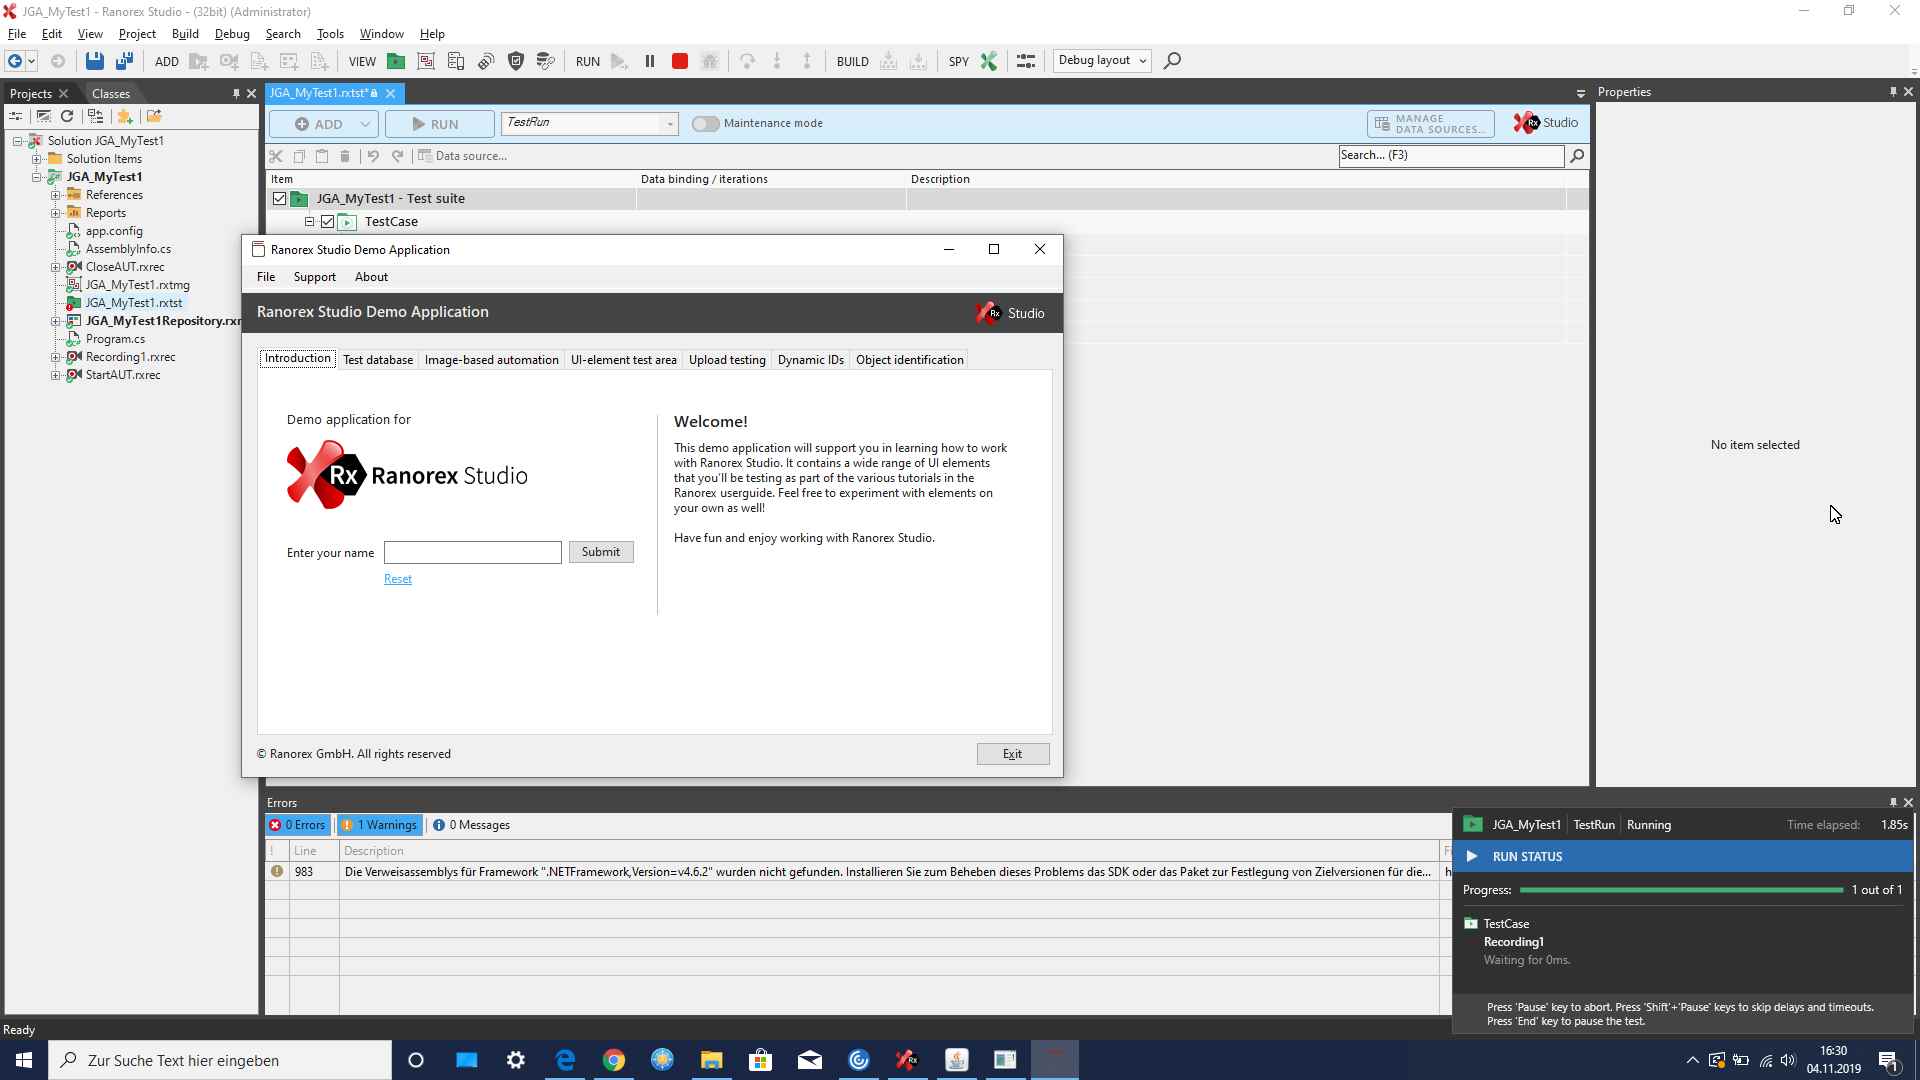 JGA_MyTest1 - Ranorex Studio - (32bit) (Administrator)
File Edit View Project Build Debug Search Tools Window Help
ADD VIEW RUN BUILD SPY Debug layout
Projects Classes
JGA_MyTest1.rxtst*
Properties
ADD RUN TestRun Maintenance mode MANAGE DATA SOURCES... Rx Studio
Data source... Search... (F3)
Item Data binding / iterations Description
JGA_MyTest1 - Test suite
TestCase
Solution JGA_MyTest1
Solution Items
JGA_MyTest1
References
Reports
app.config
AssemblyInfo.cs
CloseAUT.rxrec
JGA_MyTest1.rxtmg
JGA_MyTest1.rxtst
JGA_MyTest1Repository.rxr
Program.cs
Recording1.rxrec
StartAUT.rxrec
Ranorex Studio Demo Application
File Support About
Ranorex Studio Demo Application
Rx Studio
Introduction Test database Image-based automation UI-element test area Upload testing Dynamic IDs Object identification
Demo application for
Rx Ranorex Studio
Enter your name Submit
Reset
Welcome!
This demo application will support you in learning how to work
with Ranorex Studio. It contains a wide range of UI elements
that you'll be testing as part of the various tutorials in the
Ranorex userguide. Feel free to experiment with elements on
your own as well!
Have fun and enjoy working with Ranorex Studio.
© Ranorex GmbH. All rights reserved
Exit
No item selected
Errors
0 Errors 1 Warnings 0 Messages
! Line Description
983 Die Verweisassemblys für Framework ".NETFramework,Version=v4.6.2" wurden nicht gefunden. Installieren Sie zum Beheben dieses Problems das SDK oder das Paket zur Festlegung von Zielversionen für die...
JGA_MyTest1 TestRun Running Time elapsed: 1.85s
RUN STATUS
Progress: 1 out of 1
TestCase
Recording1
Waiting for 0ms.
Press 'Pause' key to abort. Press 'Shift'+'Pause' keys to skip delays and timeouts.
Press 'End' key to pause the test.
Ready
Zur Suche Text hier eingeben
16:30
04.11.2019
1